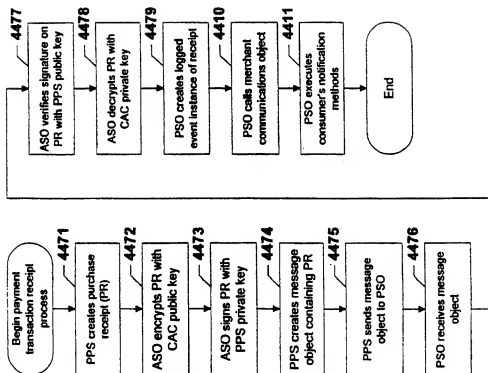 Begin payment
transaction receipt
process
4471
PPS creates purchase
receipt (PR)
4472
ASO encrypts PR with
CAC public key
4473
ASO signs PR with
PPS private key
4474
PPS creates message
object containing PR
4475
PPS sends message
object to PSO
4476
PSO receives message
object
4477
ASO verifies signature on
PR with PPS public key
4478
ASO decrypts PR with
CAC private key
4479
PSO creates logged
event instance of receipt
4410
PSO calls merchant
communications object
4411
PSO executes
consumer's notification
methods
End